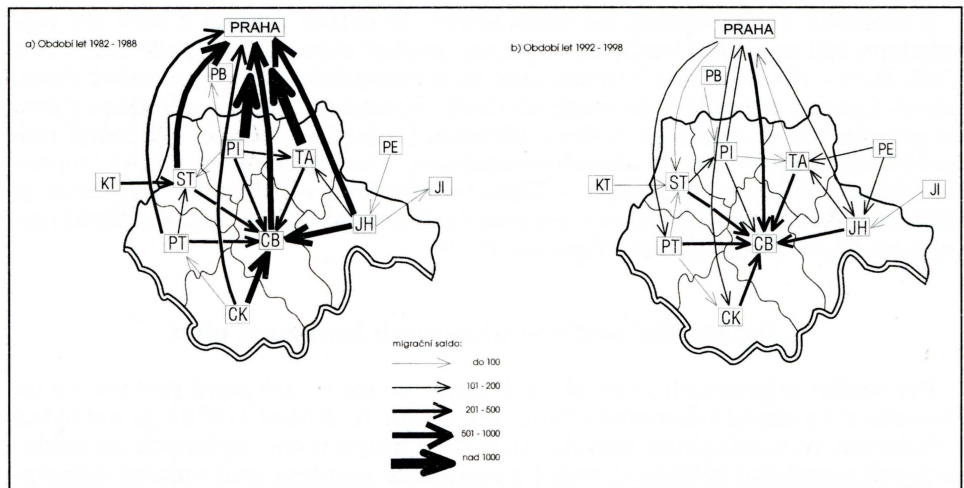 PRAHA
a) Období let 1982 - 1988
PB
PI
TA
PE
KT
ST
JI
JH
PT
CB
CK
PRAHA
b) Období let 1992 - 1998
PB
PI
TA
PE
KT
ST
JI
JH
PT
CB
CK
migrační saldo:
do 100
101 - 200
201 - 500
501 - 1000
nad 1000